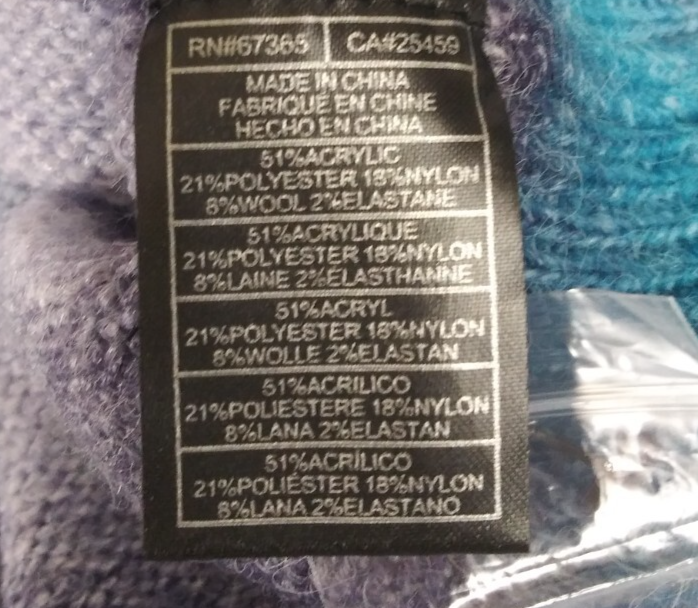 RN#67365 CA#25459
MADE IN CHINA
FABRIQUÉ EN CHINE
HECHO EN CHINA
51%ACRYLIC
21%POLYESTER 18%NYLON
8%WOOL 2%ELASTANE
51%ACRYLIQUE
21%POLYESTER 18%NYLON
8%LAINE 2%ÉLASTHANNE
51%ACRYL
21%POLYESTER 18%NYLON
8%WOLLE 2%ELASTAN
51%ACRILICO
21%POLIESTERE 18%NYLON
8%LANA 2%ELASTAN
51%ACRÍLICO
21%POLIÉSTER 18%NYLON
8%LANA 2%ELASTANO